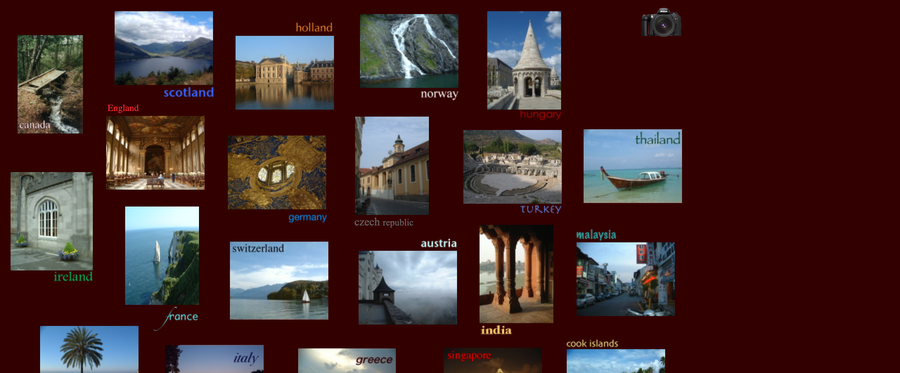 holland
scotland
norway
hungary
canada
England
thailand
germany
TURKEY
czech republic
switzerland
austria
malaysia
ireland
france
india
italy
greece
singapore
cook islands